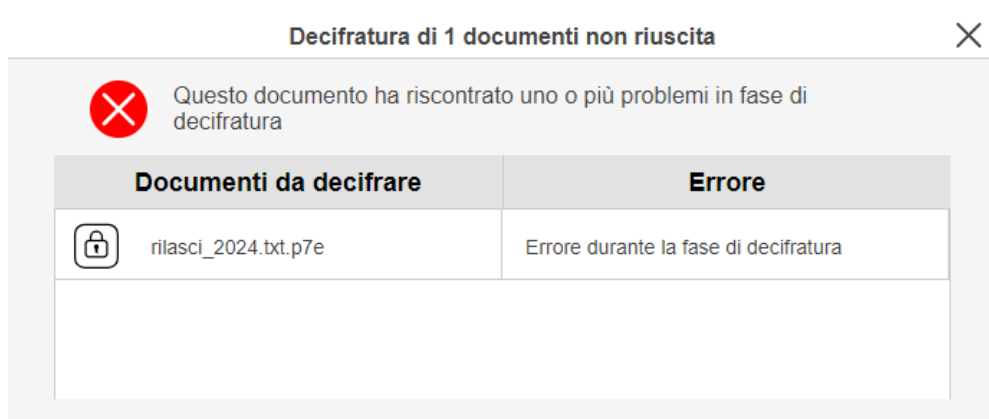 Decifratura di 1 documenti non riuscita
Questo documento ha riscontrato uno o più problemi in fase di
decifratura
Documenti da decifrare
Errore
rilasci_2024.txt.p7e
Errore durante la fase di decifratura